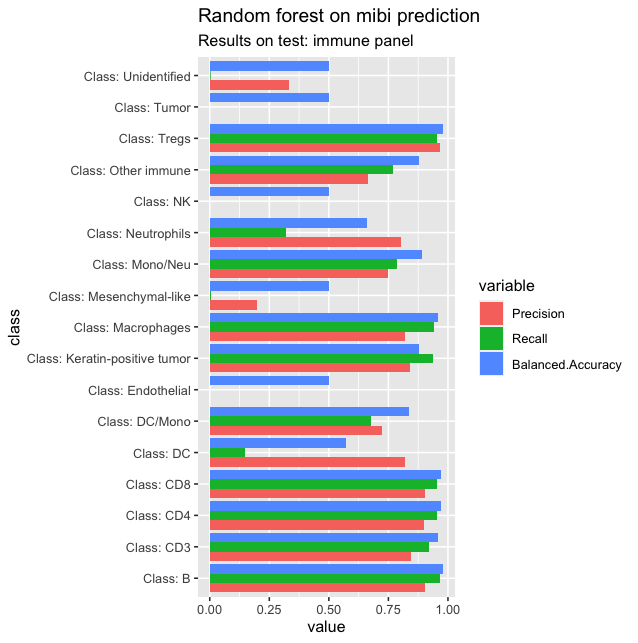 Random forest on mibi prediction
Results on test: immune panel
class
Class: Unidentified
Class: Tumor
Class: Tregs
Class: Other immune
Class: NK
Class: Neutrophils
Class: Mono/Neu
Class: Mesenchymal-like
Class: Macrophages
Class: Keratin-positive tumor
Class: Endothelial
Class: DC/Mono
Class: DC
Class: CD8
Class: CD4
Class: CD3
Class: B
0.00 0.25 0.50 0.75 1.00
value
variable
Precision
Recall
Balanced.Accuracy